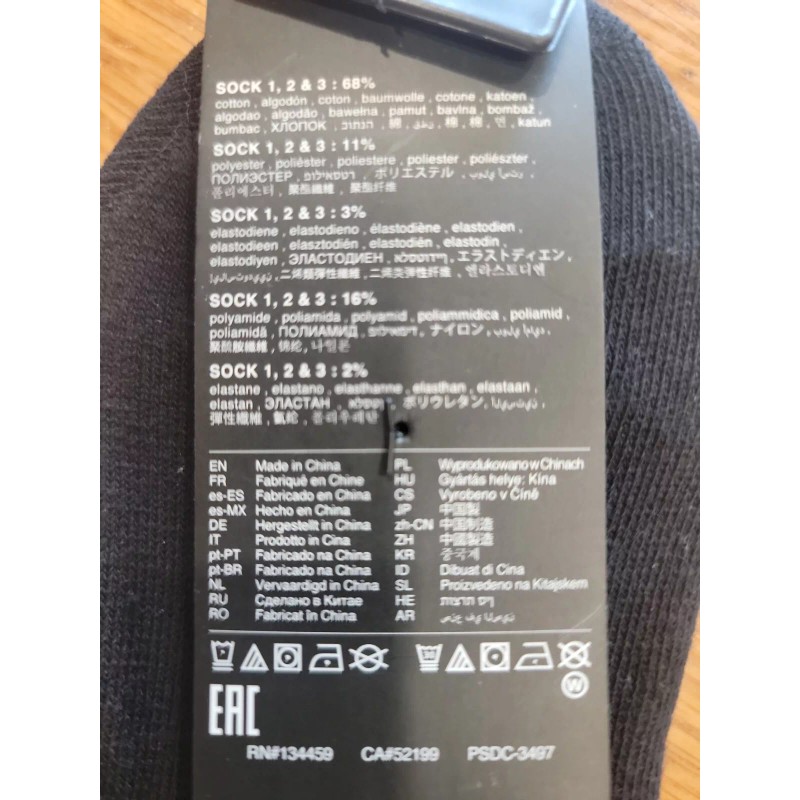 SOCK 1, 2 & 3 : 68%
cotton , algodón , coton , baumwolle , cotone , katoen ,
algodao , algodão , bawełna , pamut , bavlna , bombaž ,
bumbac , ХЛОПОК , כותנה , 綿 , قطن , 棉 , 棉 , 면 , katun
SOCK 1, 2 & 3 : 11%
polyester , poliéster , poliestere , poliester , poliészter ,
ПОЛИЭСТЕР , פוליאסטר , ポリエステル ,
폴리에스터 , 聚酯纖維 , 聚酯纤维
SOCK 1, 2 & 3 : 3%
elastodiene , elastodieno , élastodiène , elastodien ,
elastodieen , elasztodién , elastodién , elastodin ,
elastodiyen , ЭЛАСТОДИЕН , エラストディエン ,
二烯類彈性纖維 , 二烯类弹性纤维 , 엘라스토디엔
SOCK 1, 2 & 3 : 16%
polyamide , poliamida , polyamid , poliammidica , poliamid ,
poliamidă , ПОЛИАМИД , ナイロン ,
聚酰胺纖維 , 锦纶 , 나일론
SOCK 1, 2 & 3 : 2%
elastane , elastano , elasthanne , elasthan , elastaan ,
elastan , ЭЛАСТАН , ポリウレタン ,
彈性纖維 , 氨纶 , 폴리우레탄
EN Made in China
FR Fabriqué en Chine
es-ES Fabricado en China
es-MX Hecho en China
DE Hergestellt in China
IT Prodotto in Cina
pt-PT Fabricado na China
pt-BR Fabricado na China
NL Vervaardigd in China
RU Сделано в Китае
RO Fabricat în China
PL Wyprodukowano w Chinach
HU Gyártás helye: Kína
CS Vyrobeno v Číně
JP 中国製
zh-CN 中国制造
ZH 中國製造
KR 중국제
ID Dibuat di Cina
SL Proizvedeno na Kitajskem
HE
AR صنع في الصين
30
W
EAC
RN#134459 CA#52199 PSDC-3497